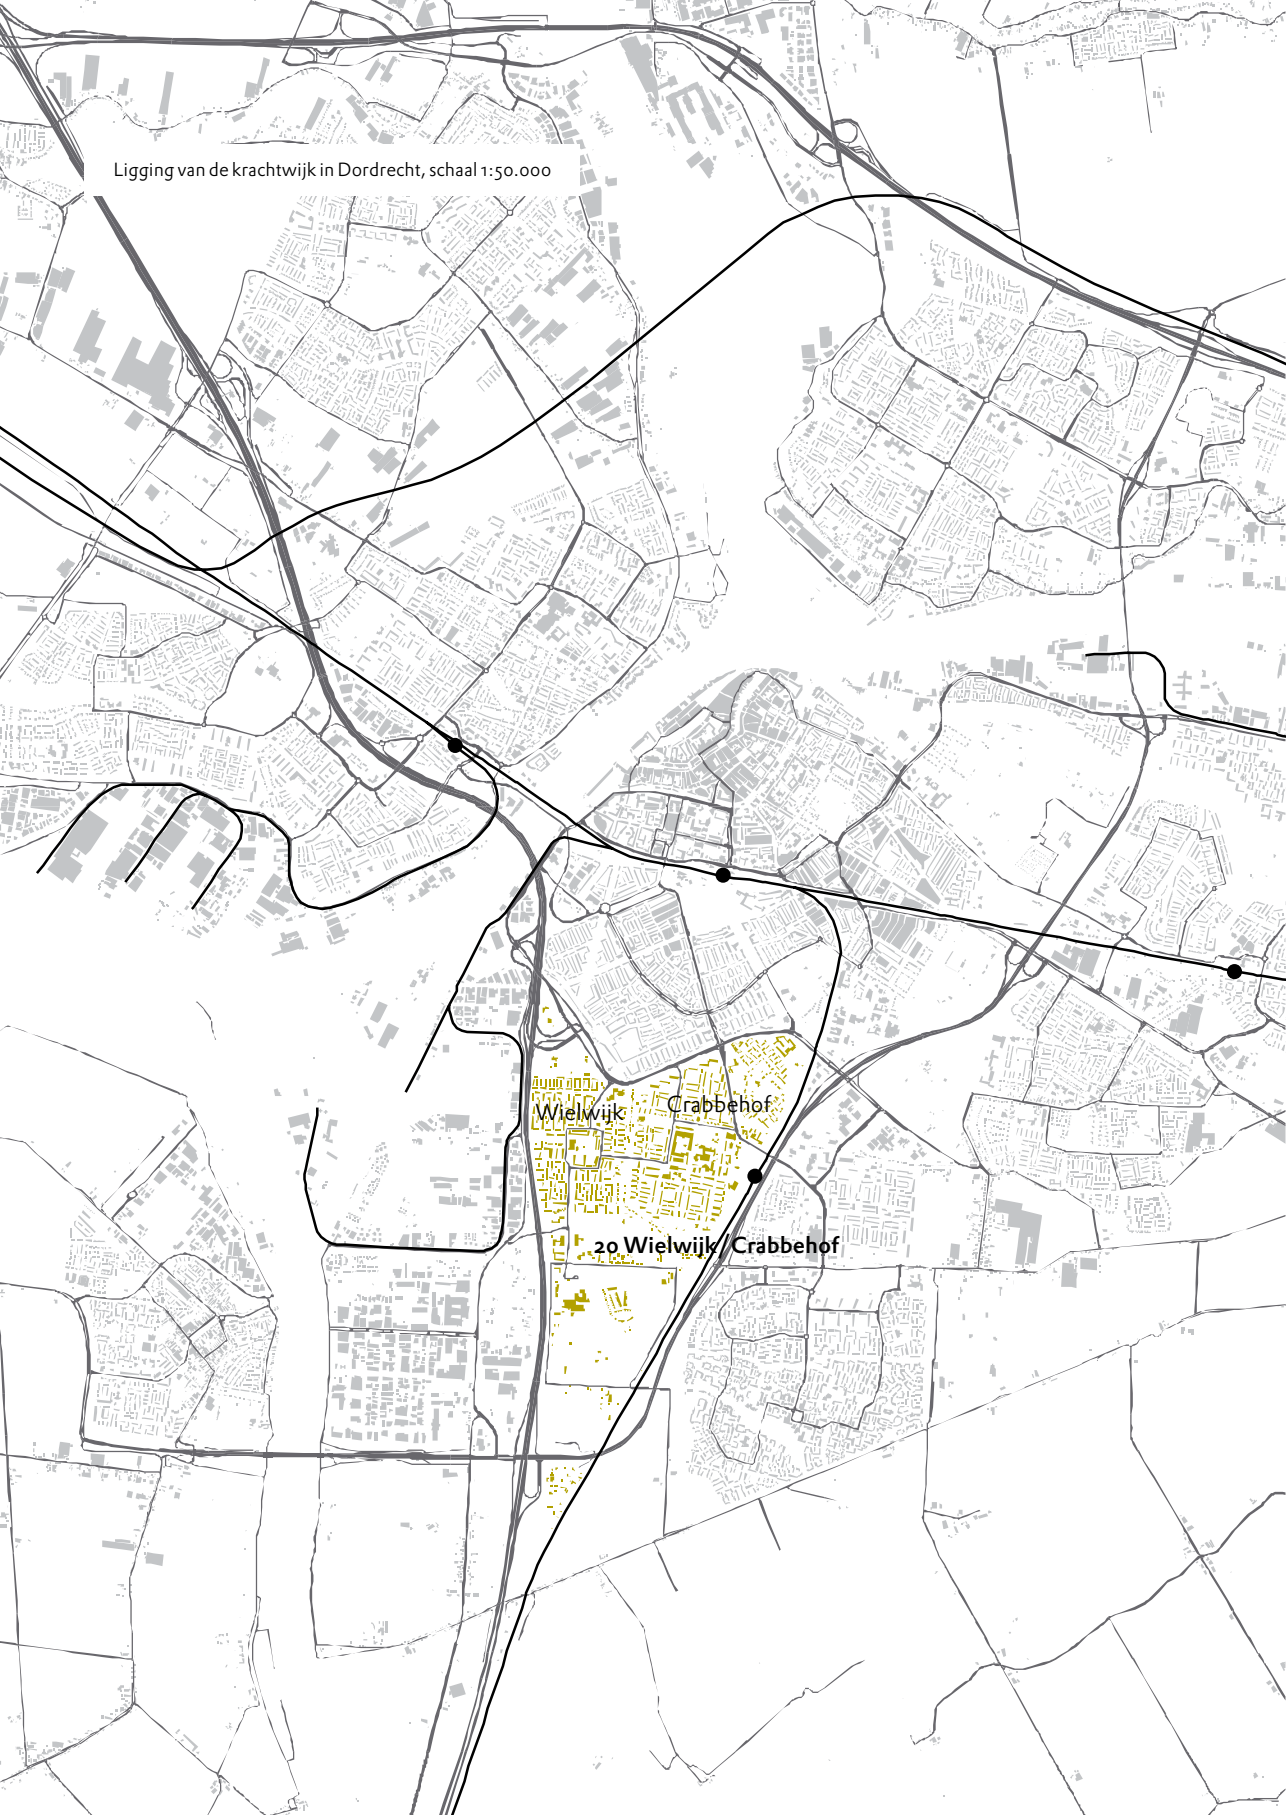 Ligging van de krachtwijk in Dordrecht, schaal 1:50.000
Wielwijk
Crabbehof
20 Wielwijk / Crabbehof